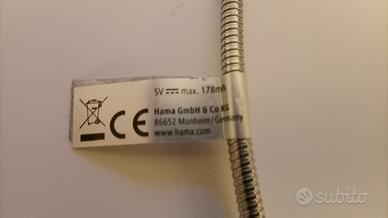 5V ⎓ max. 178mA
Hama GmbH & Co KG
86652 Monheim/Germany
www.hama.com
CE
subito